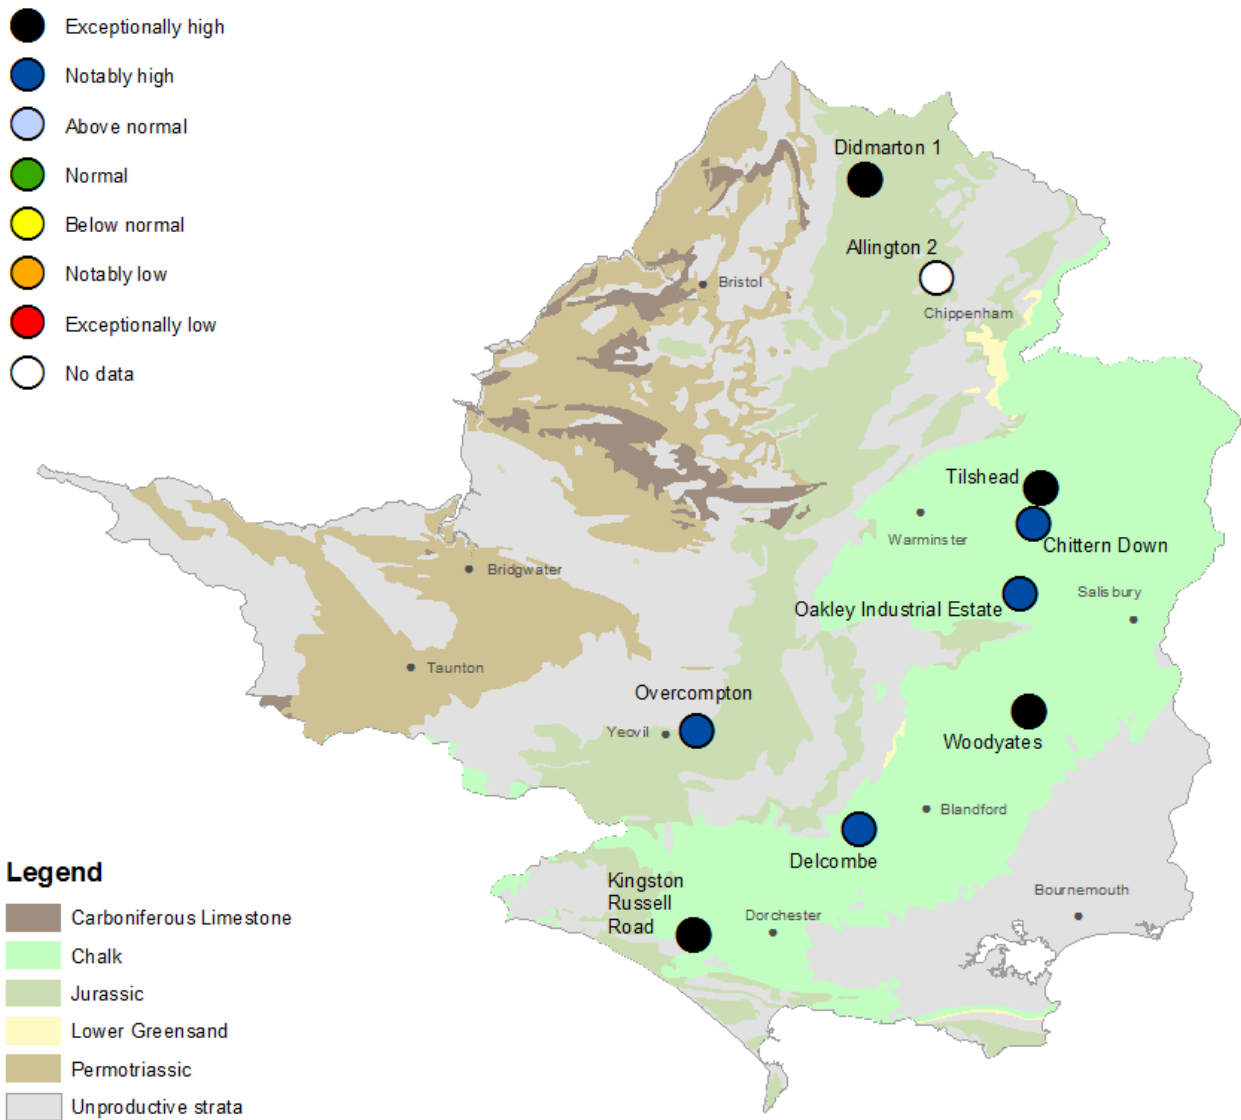 Exceptionally high
Notably high
Above normal
Normal
Below normal
Notably low
Exceptionally low
No data
Didmarton 1
Allington 2
Bristol
Chippenham
Tilshead
Warminster
Chittern Down
Bridgwater
Salisbury
Oakley Industrial Estate
Taunton
Overcompton
Yeovil
Woodyates
Blandford
Delcombe
Kingston
Russell
Road
Dorchester
Bournemouth
Legend
Carboniferous Limestone
Chalk
Jurassic
Lower Greensand
Permotriassic
Unproductive strata